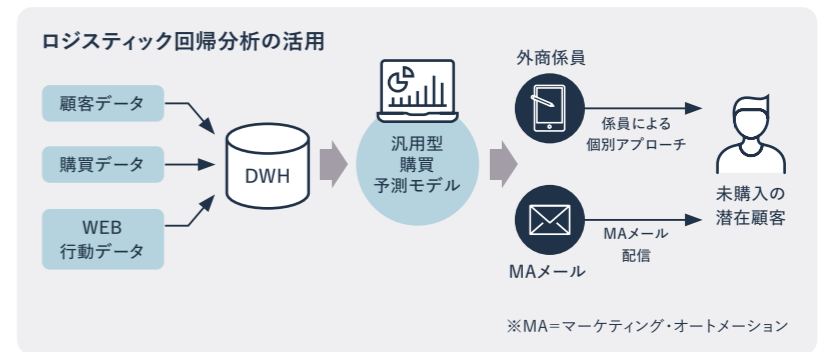 ロジスティック回帰分析の活用
顧客データ
購買データ
WEB
行動データ
DWH
汎用型
購買
予測モデル
外商係員
係員による
個別アプローチ
MAメール
MAメール
配信
未購入の
潜在顧客
※MA=マーケティング・オートメーション